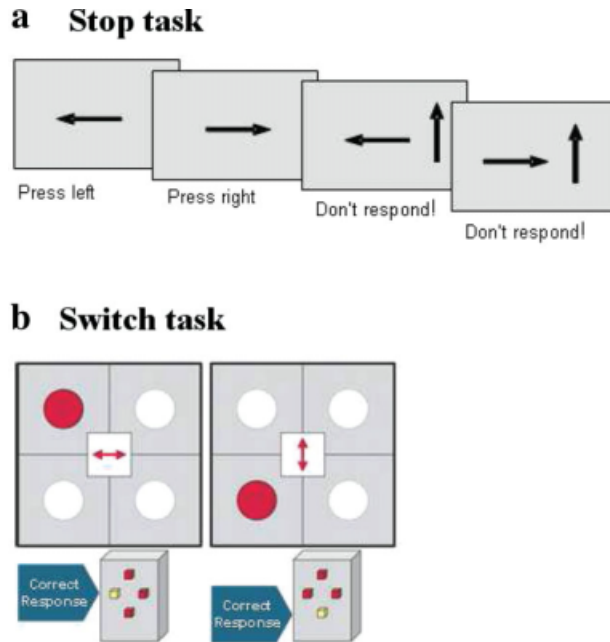 a Stop task
Press left
Press right
Don't respond!
Don't respond!
b Switch task
Correct
Response
Correct
Response